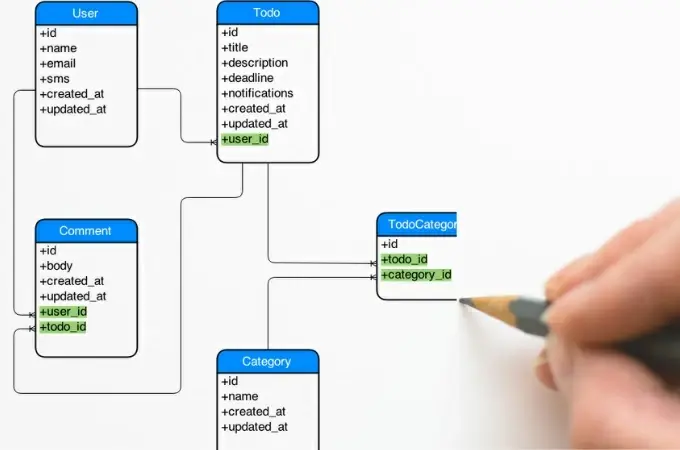 User
+id
+name
+email
+sms
+created_at
+updated_at
Todo
+id
+title
+description
+deadline
+notifications
+created_at
+updated_at
+user_id
Comment
+id
+body
+created_at
+updated_at
+user_id
+todo_id
TodoCategor
+id
+todo_id
+category_id
Category
+id
+name
+created_at
+updated_at